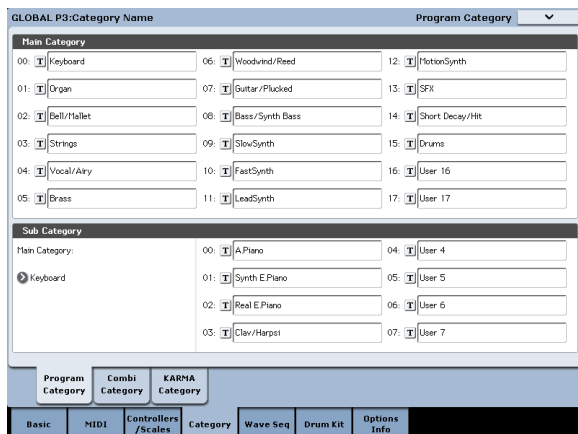 GLOBAL P3:Category Name Program Category
Main Category
00: T Keyboard 06: T Woodwind/Reed 12: T MotionSynth
01: T Organ 07: T Guitar/Plucked 13: T SFX
02: T Bell/Mallet 08: T Bass/Synth Bass 14: T Short Decay/Hit
03: T Strings 09: T SlowSynth 15: T Drums
04: T Vocal/Airy 10: T FastSynth 16: T User 16
05: T Brass 11: T LeadSynth 17: T User 17
Sub Category
Main Category: 00: T A.Piano 04: T User 4
Keyboard 01: T Synth E.Piano 05: T User 5
02: T Real E.Piano 06: T User 6
03: T Clav/Harpsi 07: T User 7
Program Category Combi Category KARMA Category
Basic MIDI Controllers /Scales Category Wave Seq Drum Kit Options Info